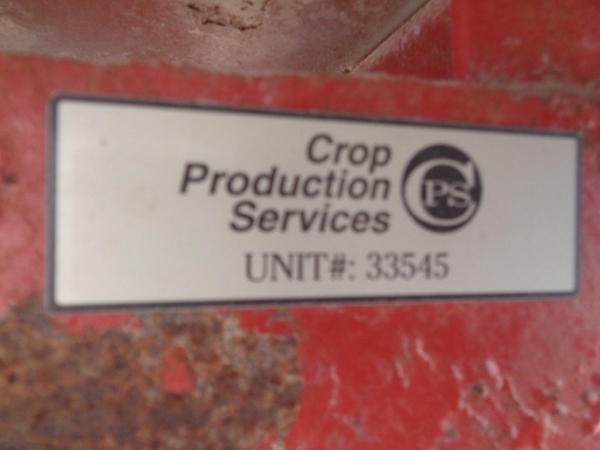 Crop
Production
Services
CPS
UNIT#: 33545